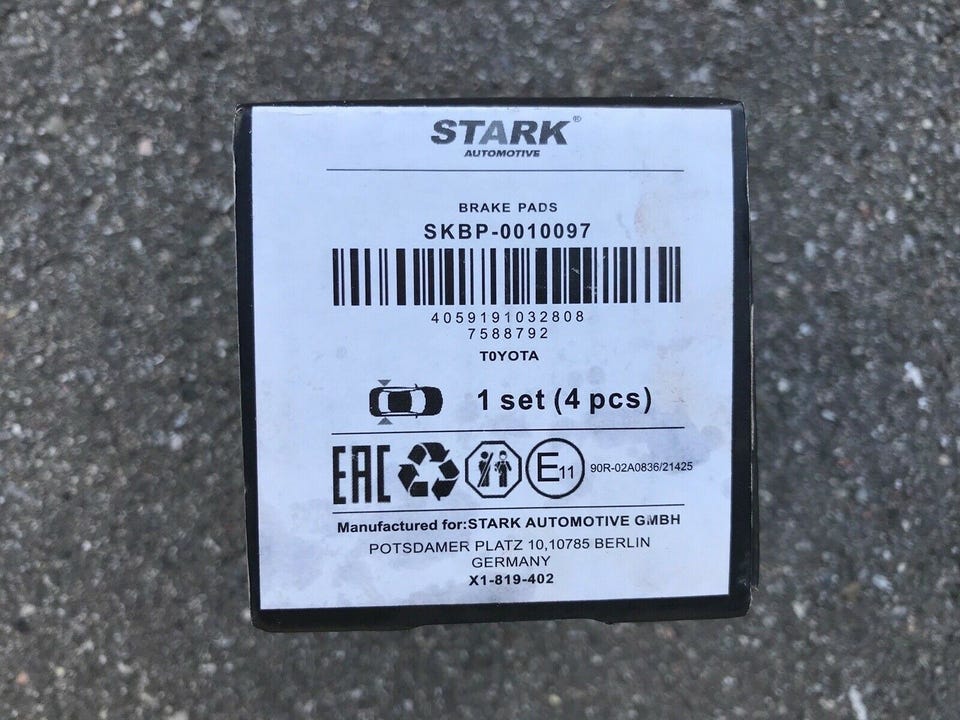 STARK®
AUTOMOTIVE
BRAKE PADS
SKBP-0010097
4059191032808
7588792
T0YOTA
1 set (4 pcs)
EAC E11 90R-02A0836/21425
Manufactured for:STARK AUTOMOTIVE GMBH
POTSDAMER PLATZ 10,10785 BERLIN
GERMANY
X1-819-402